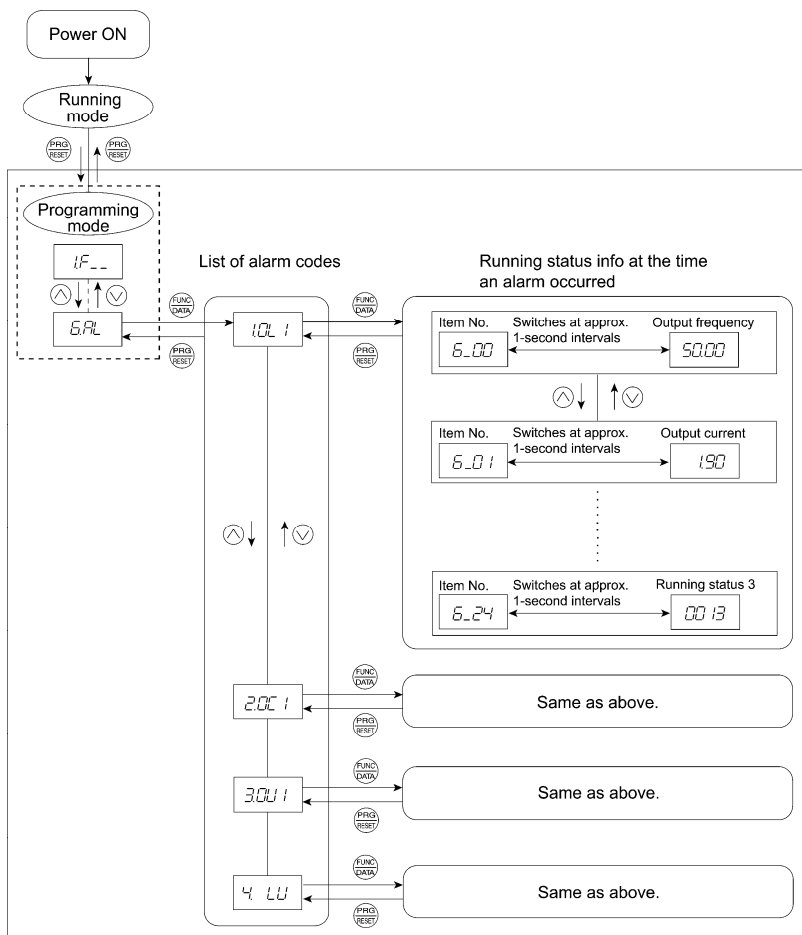 Power ON
Running
mode
PRG
RESET
PRG
RESET
Programming
mode
1.F__
6.AL
FUNC
DATA
PRG
RESET
List of alarm codes
1.OL1
FUNC
DATA
PRG
RESET
Running status info at the time
an alarm occurred
Item No.
Switches at approx.
1-second intervals
Output frequency
6_00
50.00
Item No.
Switches at approx.
1-second intervals
Output current
6_01
1.90
Item No.
Switches at approx.
1-second intervals
Running status 3
6_24
0013
2.OC1
FUNC
DATA
PRG
RESET
Same as above.
3.OU1
FUNC
DATA
PRG
RESET
Same as above.
4. LU
FUNC
DATA
PRG
RESET
Same as above.